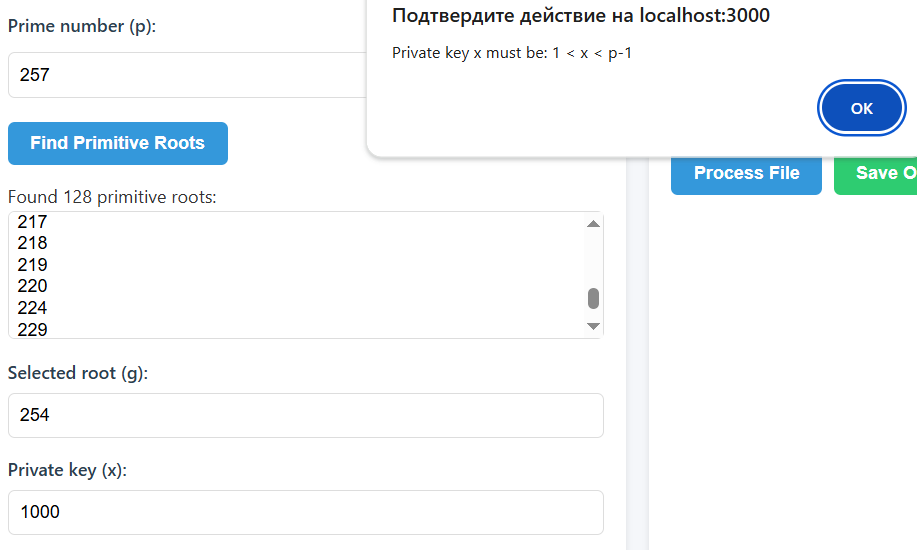 Prime number (p):
257
Find Primitive Roots
Found 128 primitive roots:
217
218
219
220
224
229
Selected root (g):
254
Private key (x):
1000
Подтвердите действие на localhost:3000
Private key x must be: 1 < x < p-1
OK
Process File
Save O